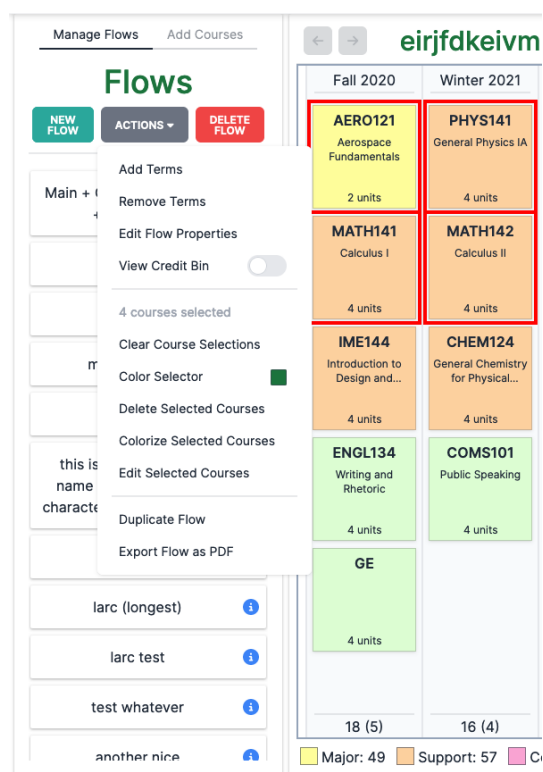 Manage Flows
Add Courses
Flows
NEW
FLOW
ACTIONS
DELETE
FLOW
Main +
+
m
this is
name
characte
larc (longest)
larc test
test whatever
another nice
Add Terms
Remove Terms
Edit Flow Properties
View Credit Bin
4 courses selected
Clear Course Selections
Color Selector
Delete Selected Courses
Colorize Selected Courses
Edit Selected Courses
Duplicate Flow
Export Flow as PDF
eirjfdkeivm
Fall 2020
AERO121
Aerospace
Fundamentals
2 units
MATH141
Calculus I
4 units
IME144
Introduction to
Design and...
4 units
ENGL134
Writing and
Rhetoric
4 units
GE
4 units
18 (5)
Winter 2021
PHYS141
General Physics IA
4 units
MATH142
Calculus II
4 units
CHEM124
General Chemistry
for Physical...
4 units
COMS101
Public Speaking
4 units
16 (4)
Major: 49
Support: 57